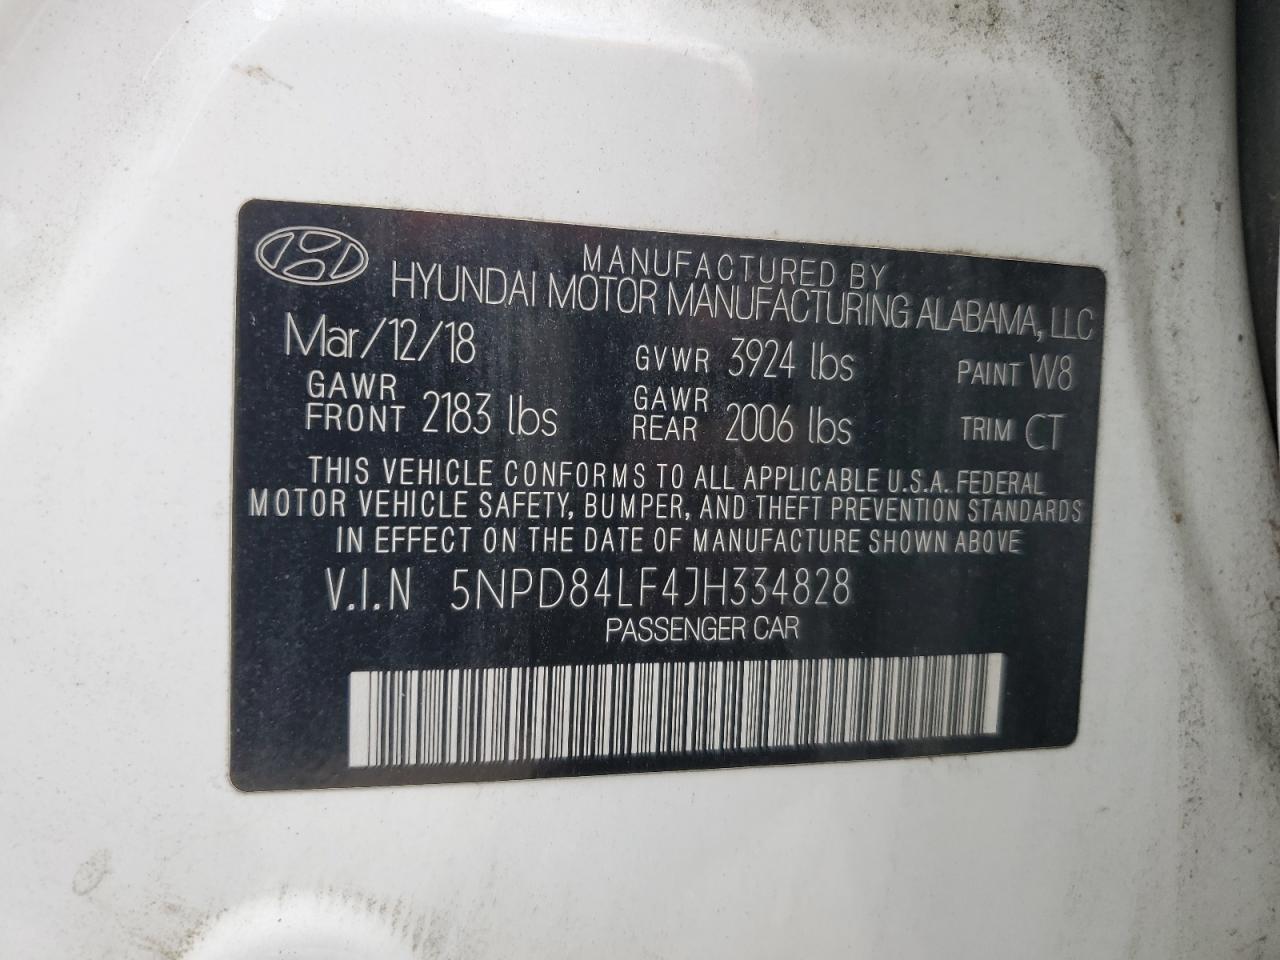 MANUFACTURED BY
HYUNDAI MOTOR MANUFACTURING ALABAMA, LLC
Mar/12/18 GVWR 3924 lbs PAINT W8
GAWR FRONT 2183 lbs GAWR REAR 2006 lbs TRIM CT
THIS VEHICLE CONFORMS TO ALL APPLICABLE U.S.A. FEDERAL
MOTOR VEHICLE SAFETY, BUMPER, AND THEFT PREVENTION STANDARDS
IN EFFECT ON THE DATE OF MANUFACTURE SHOWN ABOVE
V.I.N 5NPD84LF4JH334828
PASSENGER CAR